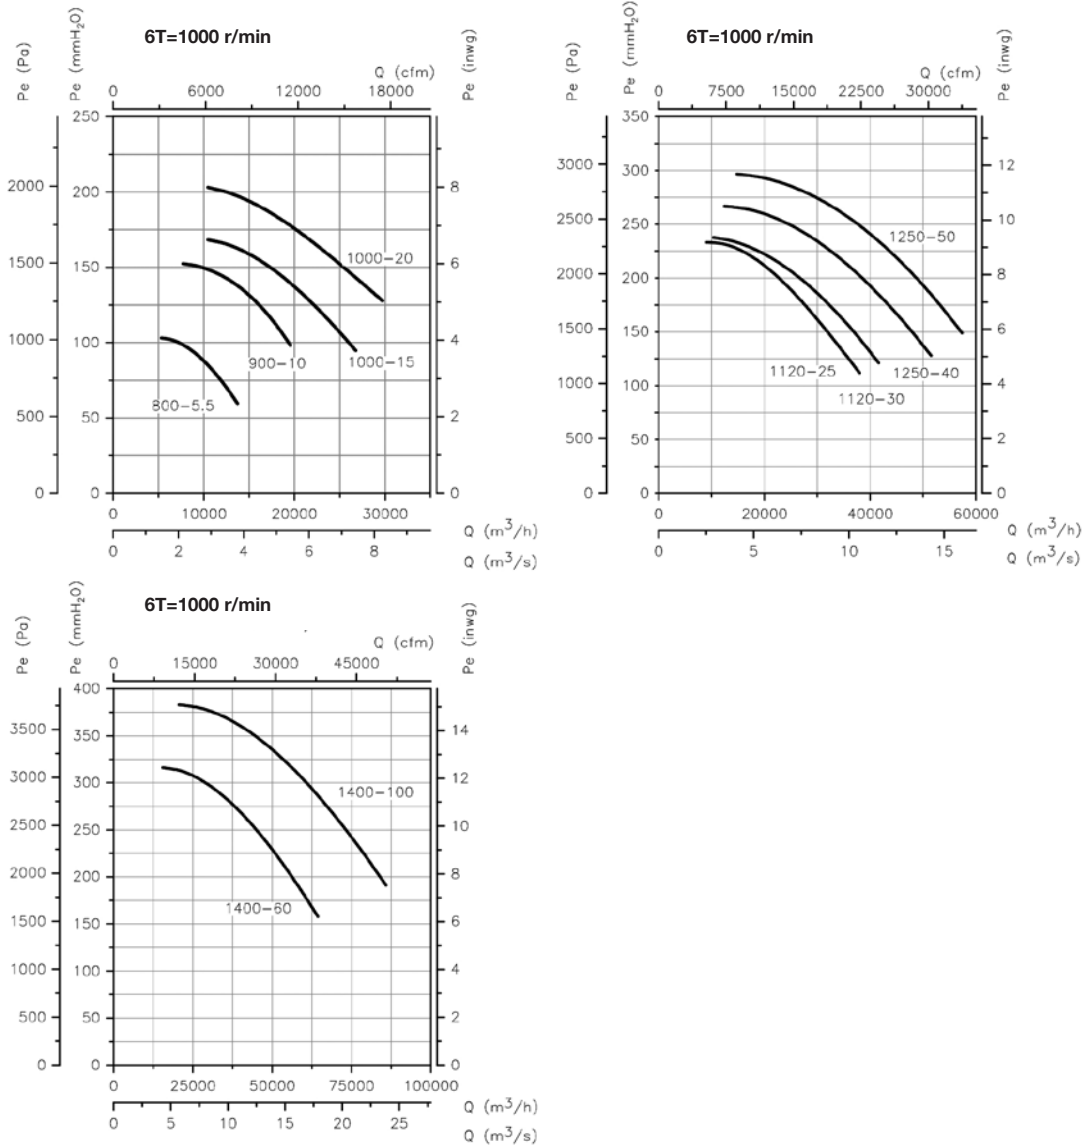 6T=1000 r/min
Pe (Pa)
Pe (mmH₂O)
Q (cfm)
Pe (inwg)
0 6000 12000 18000
250
200
150
100
50
0
2000
1500
1000
500
0
8
6
4
2
0
1000-20
1000-15
900-10
800-5.5
10000 20000 30000
Q (m³/h)
0 2 4 6 8
Q (m³/s)
6T=1000 r/min
Pe (Pa)
Pe (mmH₂O)
Q (cfm)
Pe (inwg)
0 7500 15000 22500 30000
350
300
250
200
150
100
50
0
3000
2500
2000
1500
1000
500
0
12
10
8
6
4
2
0
1250-50
1250-40
1120-25
1120-30
20000 40000 60000
Q (m³/h)
0 5 10 15
Q (m³/s)
6T=1000 r/min
Pe (Pa)
Pe (mmH₂O)
Q (cfm)
Pe (inwg)
0 15000 30000 45000
400
350
300
250
200
150
100
50
0
3500
3000
2500
2000
1500
1000
500
0
14
12
10
8
6
4
2
0
1400-100
1400-60
0 25000 50000 75000 100000
Q (m³/h)
0 5 10 15 20 25
Q (m³/s)